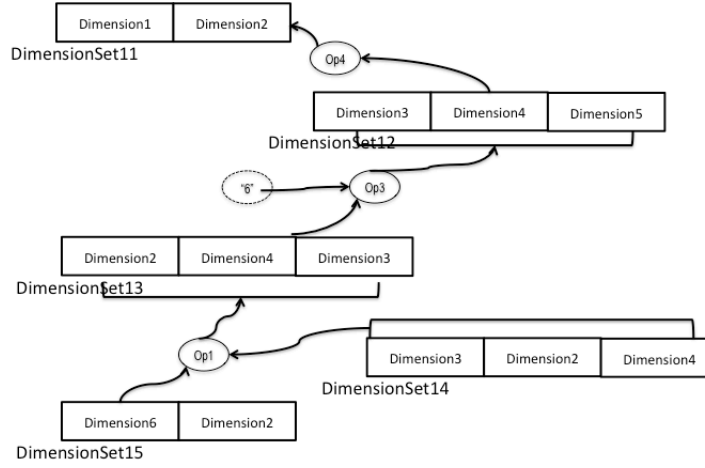 Dimension1 Dimension2
DimensionSet11
Op4
Dimension3 Dimension4 Dimension5
DimensionSet12
"6" Op3
Dimension2 Dimension4 Dimension3
DimensionSet13
Op1
Dimension3 Dimension2 Dimension4
DimensionSet14
Dimension6 Dimension2
DimensionSet15